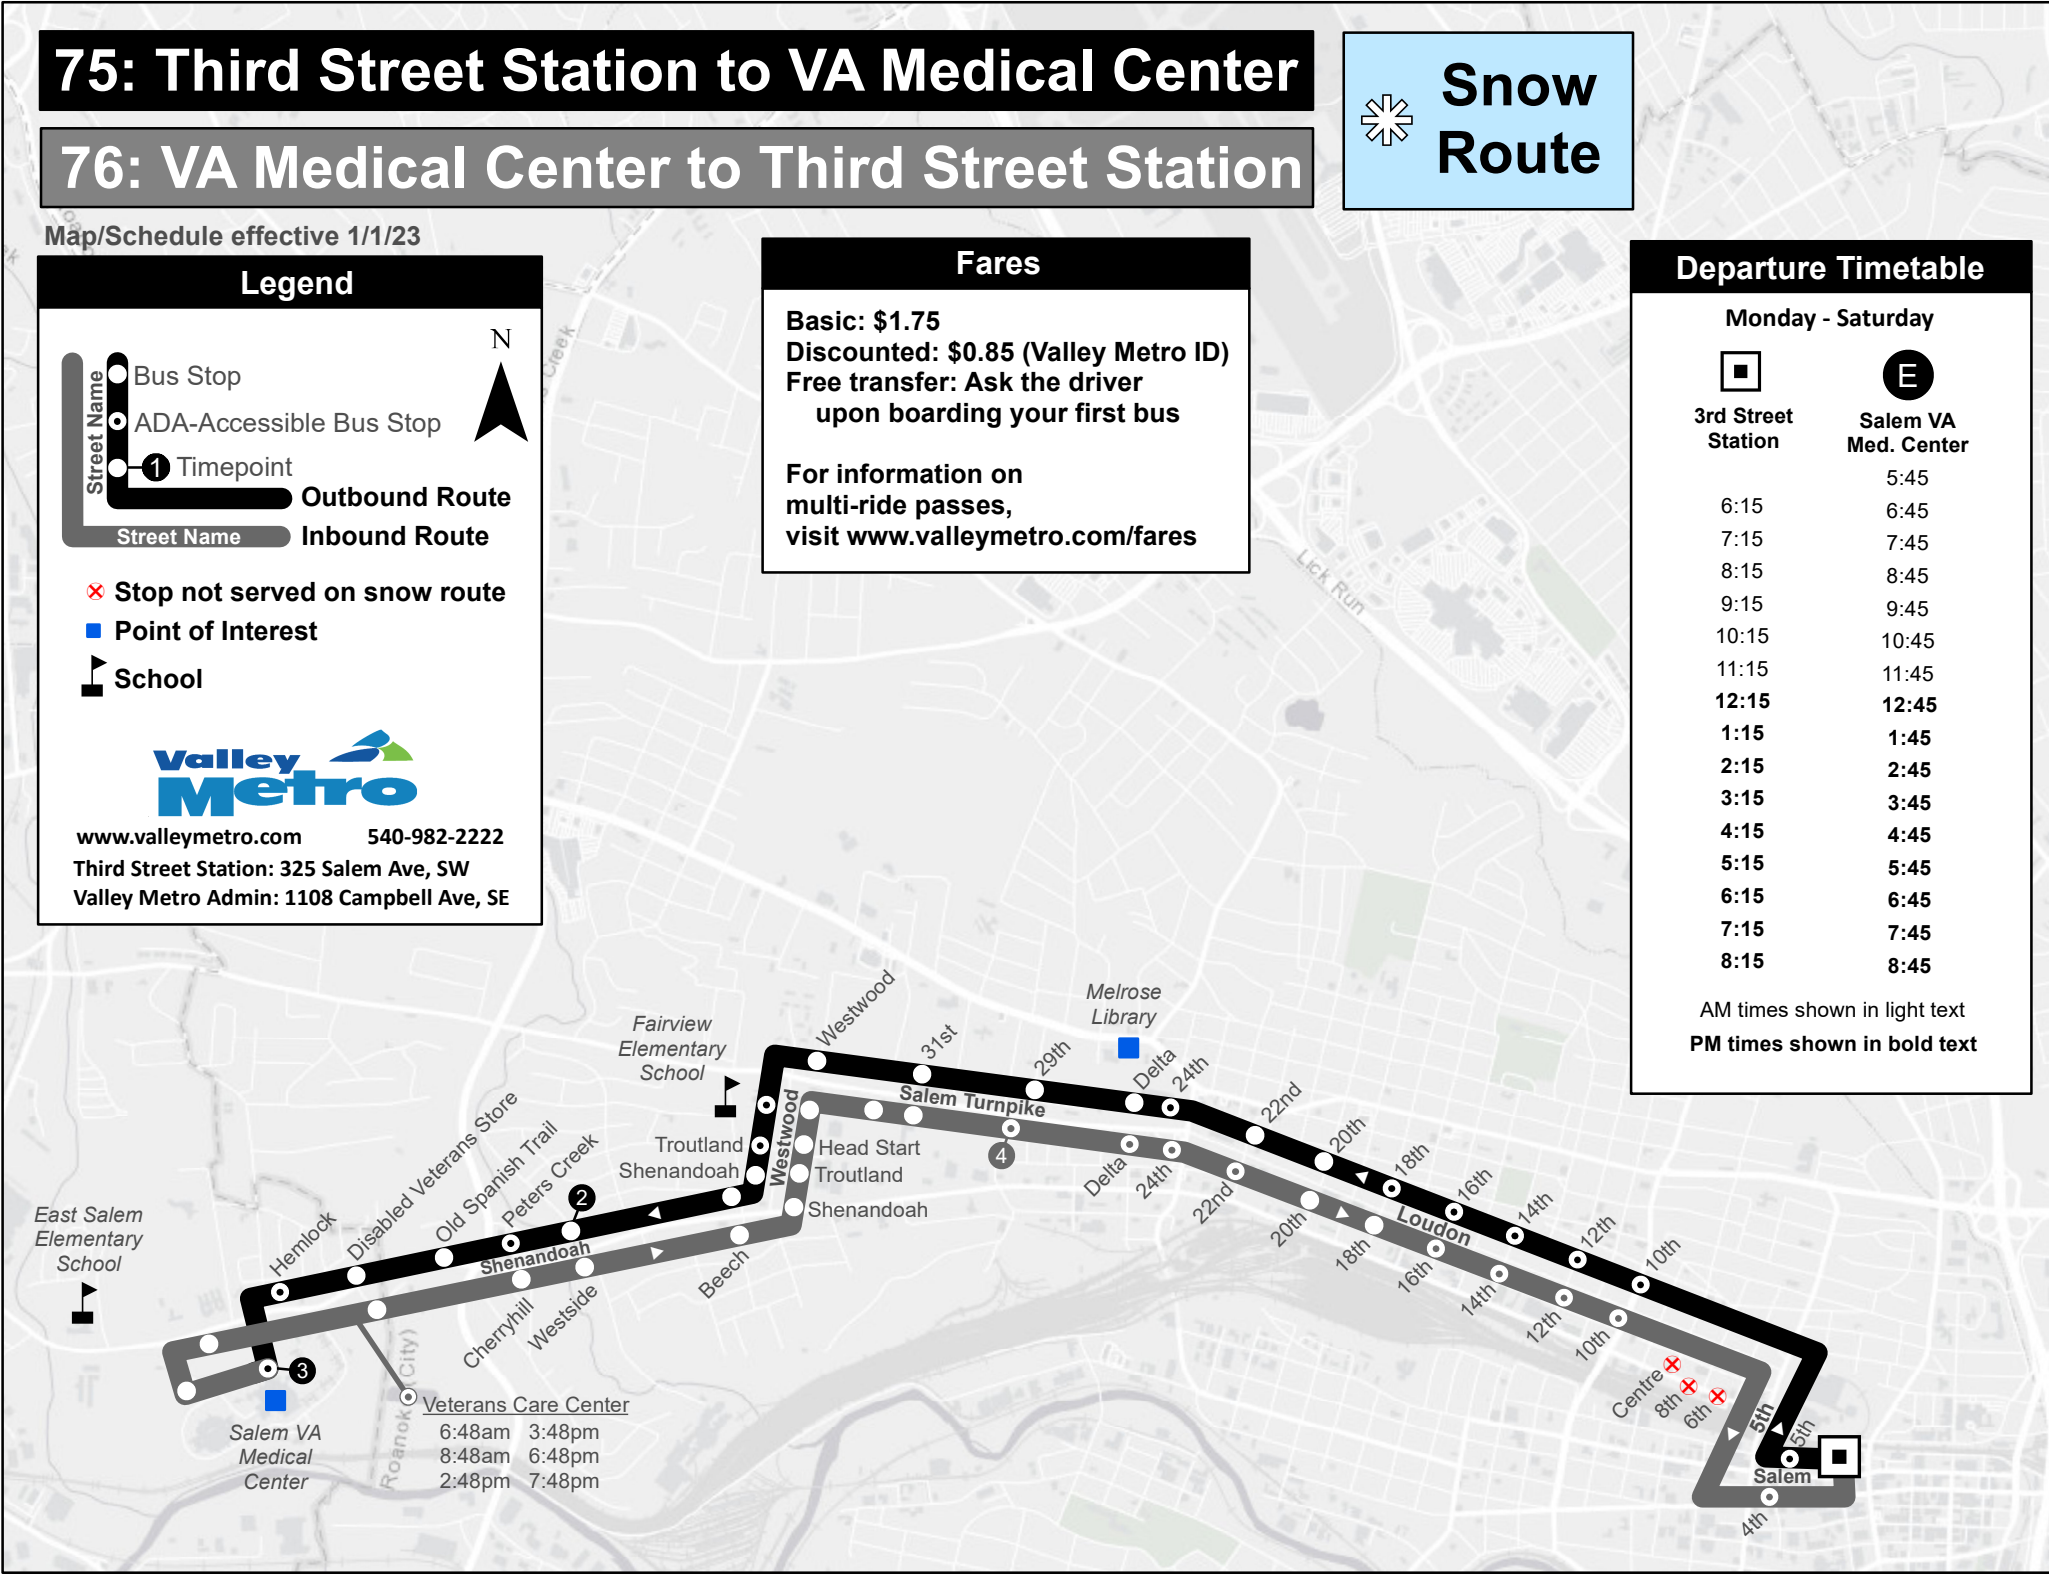 75: Third Street Station to VA Medical Center
76: VA Medical Center to Third Street Station
Snow
Route
Map/Schedule effective 1/1/23
Legend
N
Street Name
Bus Stop
ADA-Accessible Bus Stop
1 Timepoint
Outbound Route
Street Name
Inbound Route
Stop not served on snow route
Point of Interest
School
Valley
Metro
www.valleymetro.com 540-982-2222
Third Street Station: 325 Salem Ave, SW
Valley Metro Admin: 1108 Campbell Ave, SE
Fares
Basic: $1.75
Discounted: $0.85 (Valley Metro ID)
Free transfer: Ask the driver
upon boarding your first bus
For information on
multi-ride passes,
visit www.valleymetro.com/fares
Departure Timetable
Monday - Saturday
E
3rd Street Station
Salem VA Med. Center
5:45
6:15 6:45
7:15 7:45
8:15 8:45
9:15 9:45
10:15 10:45
11:15 11:45
12:15 12:45
1:15 1:45
2:15 2:45
3:15 3:45
4:15 4:45
5:15 5:45
6:15 6:45
7:15 7:45
8:15 8:45
AM times shown in light text
PM times shown in bold text
Lick Run
Creek
Melrose
Library
Fairview
Elementary
School
East Salem
Elementary
School
Westwood
31st
29th
Delta
24th
22nd
20th
18th
16th
14th
12th
10th
Salem Turnpike
Loudon
Westwood
Troutland
Shenandoah
Head Start
Troutland
Shenandoah
4
Delta
24th
22nd
20th
18th
16th
14th
12th
10th
Centre
8th
6th
5th
5th
Salem
4th
Hemlock
Disabled Veterans Store
Old Spanish Trail
Peters Creek
2
Shenandoah
Beech
Westside
Cherryhill
3
Salem VA
Medical
Center
Roanoke (City)
Veterans Care Center
6:48am 3:48pm
8:48am 6:48pm
2:48pm 7:48pm